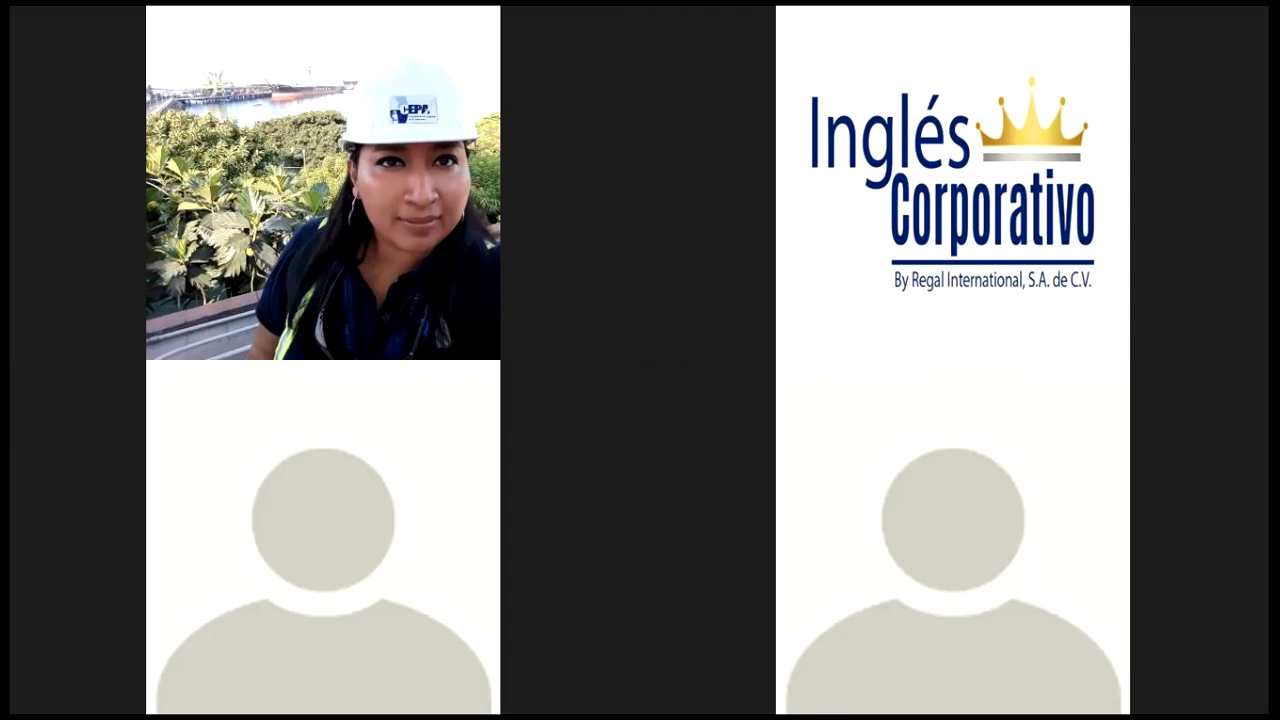 Inglés
Corporativo
By Regal International, S.A. de C.V.